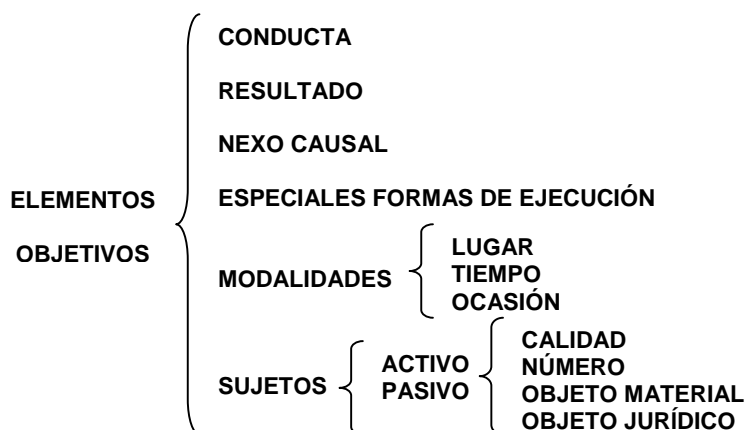 ELEMENTOS
OBJETIVOS
CONDUCTA
RESULTADO
NEXO CAUSAL
ESPECIALES FORMAS DE EJECUCIÓN
MODALIDADES
LUGAR
TIEMPO
OCASIÓN
SUJETOS
ACTIVO
PASIVO
CALIDAD
NÚMERO
OBJETO MATERIAL
OBJETO JURÍDICO